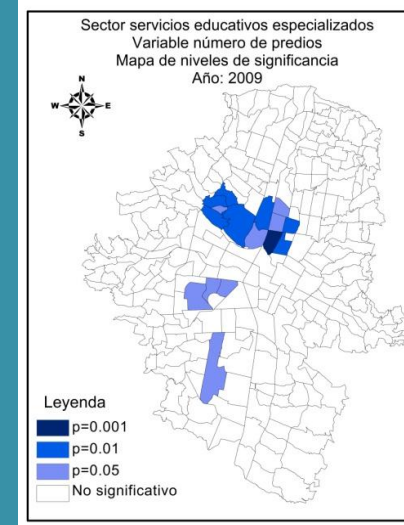 Sector servicios educativos especializados
Variable número de predios
Mapa de niveles de significancia
Año: 2009
N
W E
S
Leyenda
p=0.001
p=0.01
p=0.05
No significativo